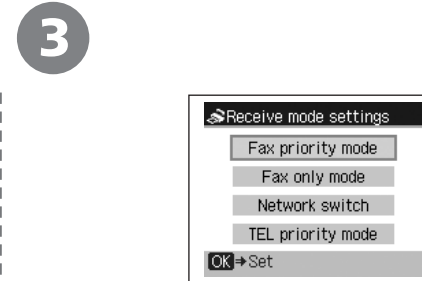 3
Receive mode settings
Fax priority mode
Fax only mode
Network switch
TEL priority mode
OK⇒Set